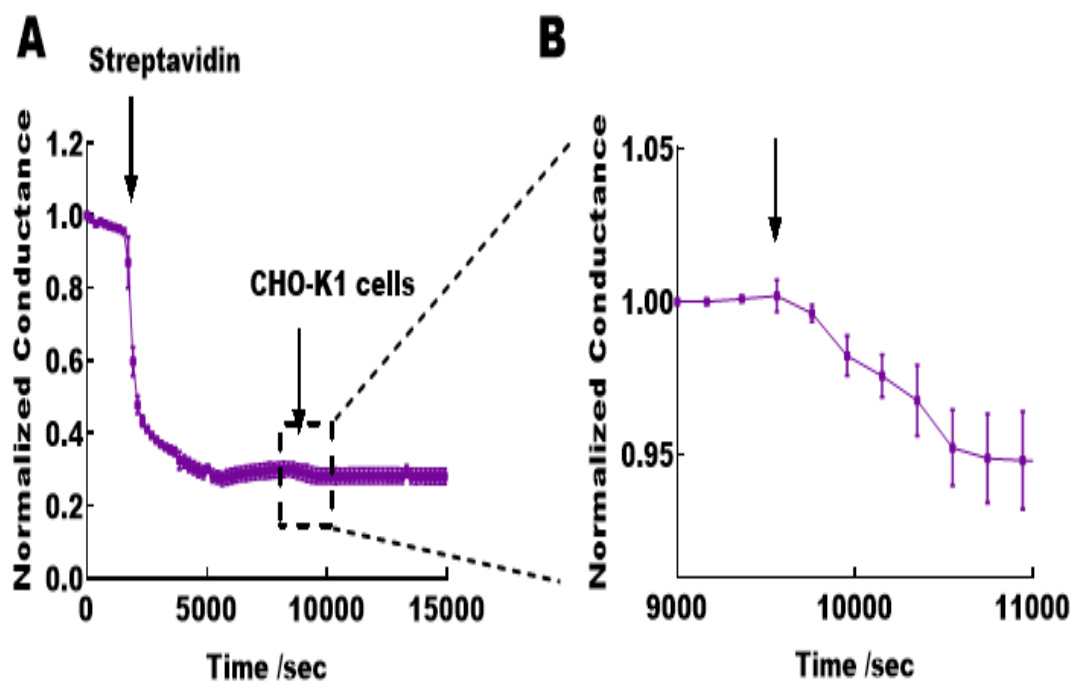 A
B
Streptavidin
Normalized Conductance
1.2
1.0
0.8
0.6
0.4
0.2
0.0
CHO-K1 cells
0 5000 10000 15000
Time /sec
Normalized Conductance
1.05
1.00
0.95
9000 10000 11000
Time /sec